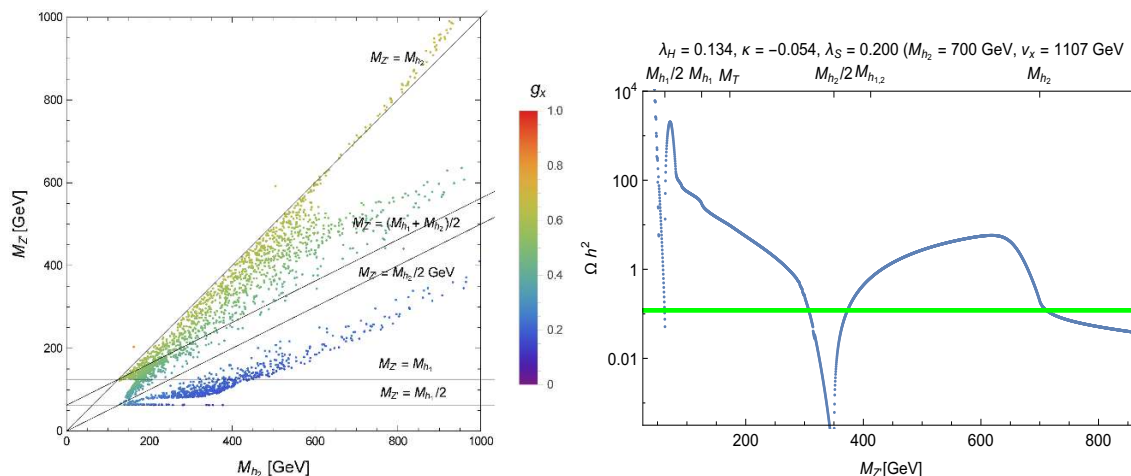 1000
800
600
400
200
0
M_Z' [GeV]
M_Z' = M_h2
M_Z' = (M_h1 + M_h2)/2
M_Z' = M_h2/2 GeV
M_Z' = M_h1
M_Z' = M_h1/2
0 200 400 600 800 1000
M_h2 [GeV]
g_x
1.0
0.8
0.6
0.4
0.2
0
λ_H = 0.134, κ = −0.054, λ_S = 0.200 (M_h2 = 700 GeV, v_x = 1107 GeV
M_h1/2 M_h1 M_T M_h2/2 M_h1,2 M_h2
10^4
100
1
0.01
Ω h^2
200 400 600 800
M_Z' [GeV]